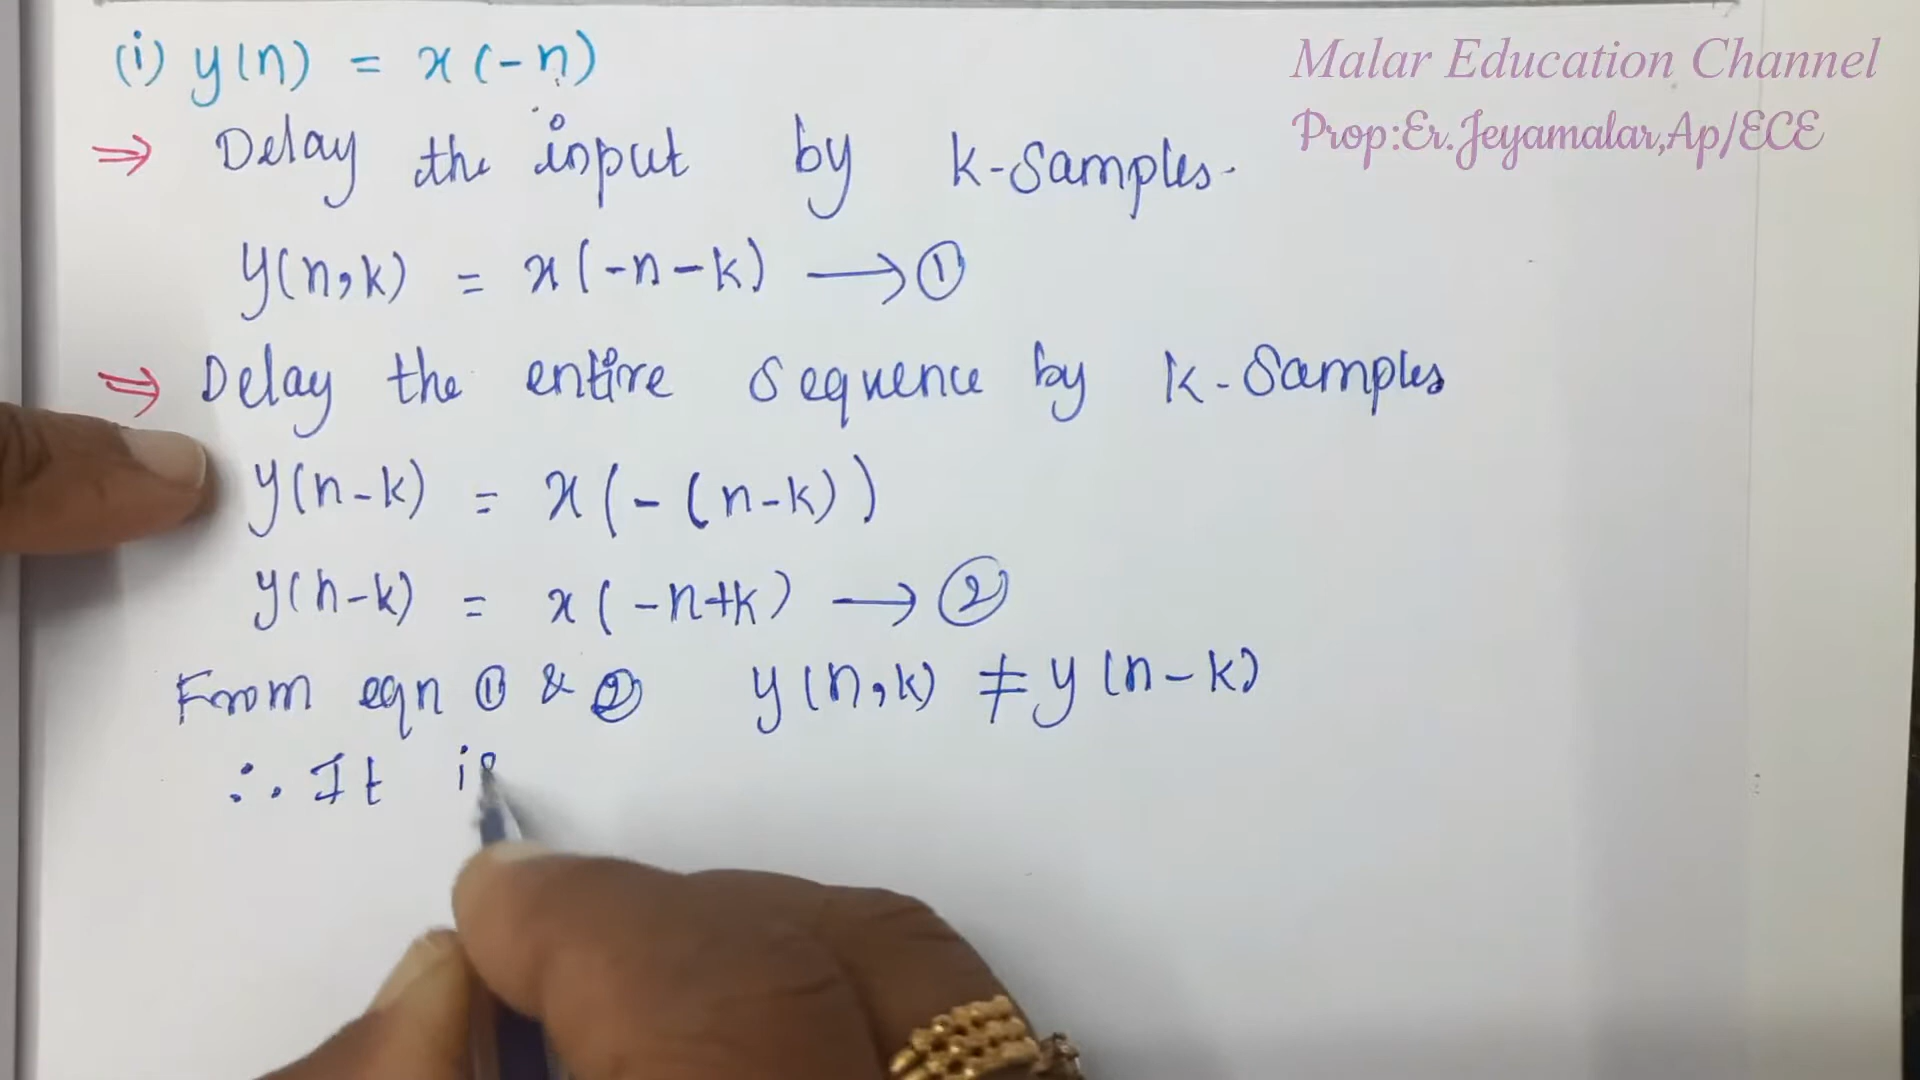 (i) y(n) = x(-n)
Malar Education Channel
Prop:Er.Jeyamalar,Ap/ECE
⇒ Delay the input by k-Samples.
y(n,k) = x(-n-k) → ①
⇒ Delay the entire sequence by k-Samples
y(n-k) = x(-(n-k))
y(n-k) = x(-n+k) → ②
From eqn ① & ② y(n,k) ≠ y(n-k)
∴ It is